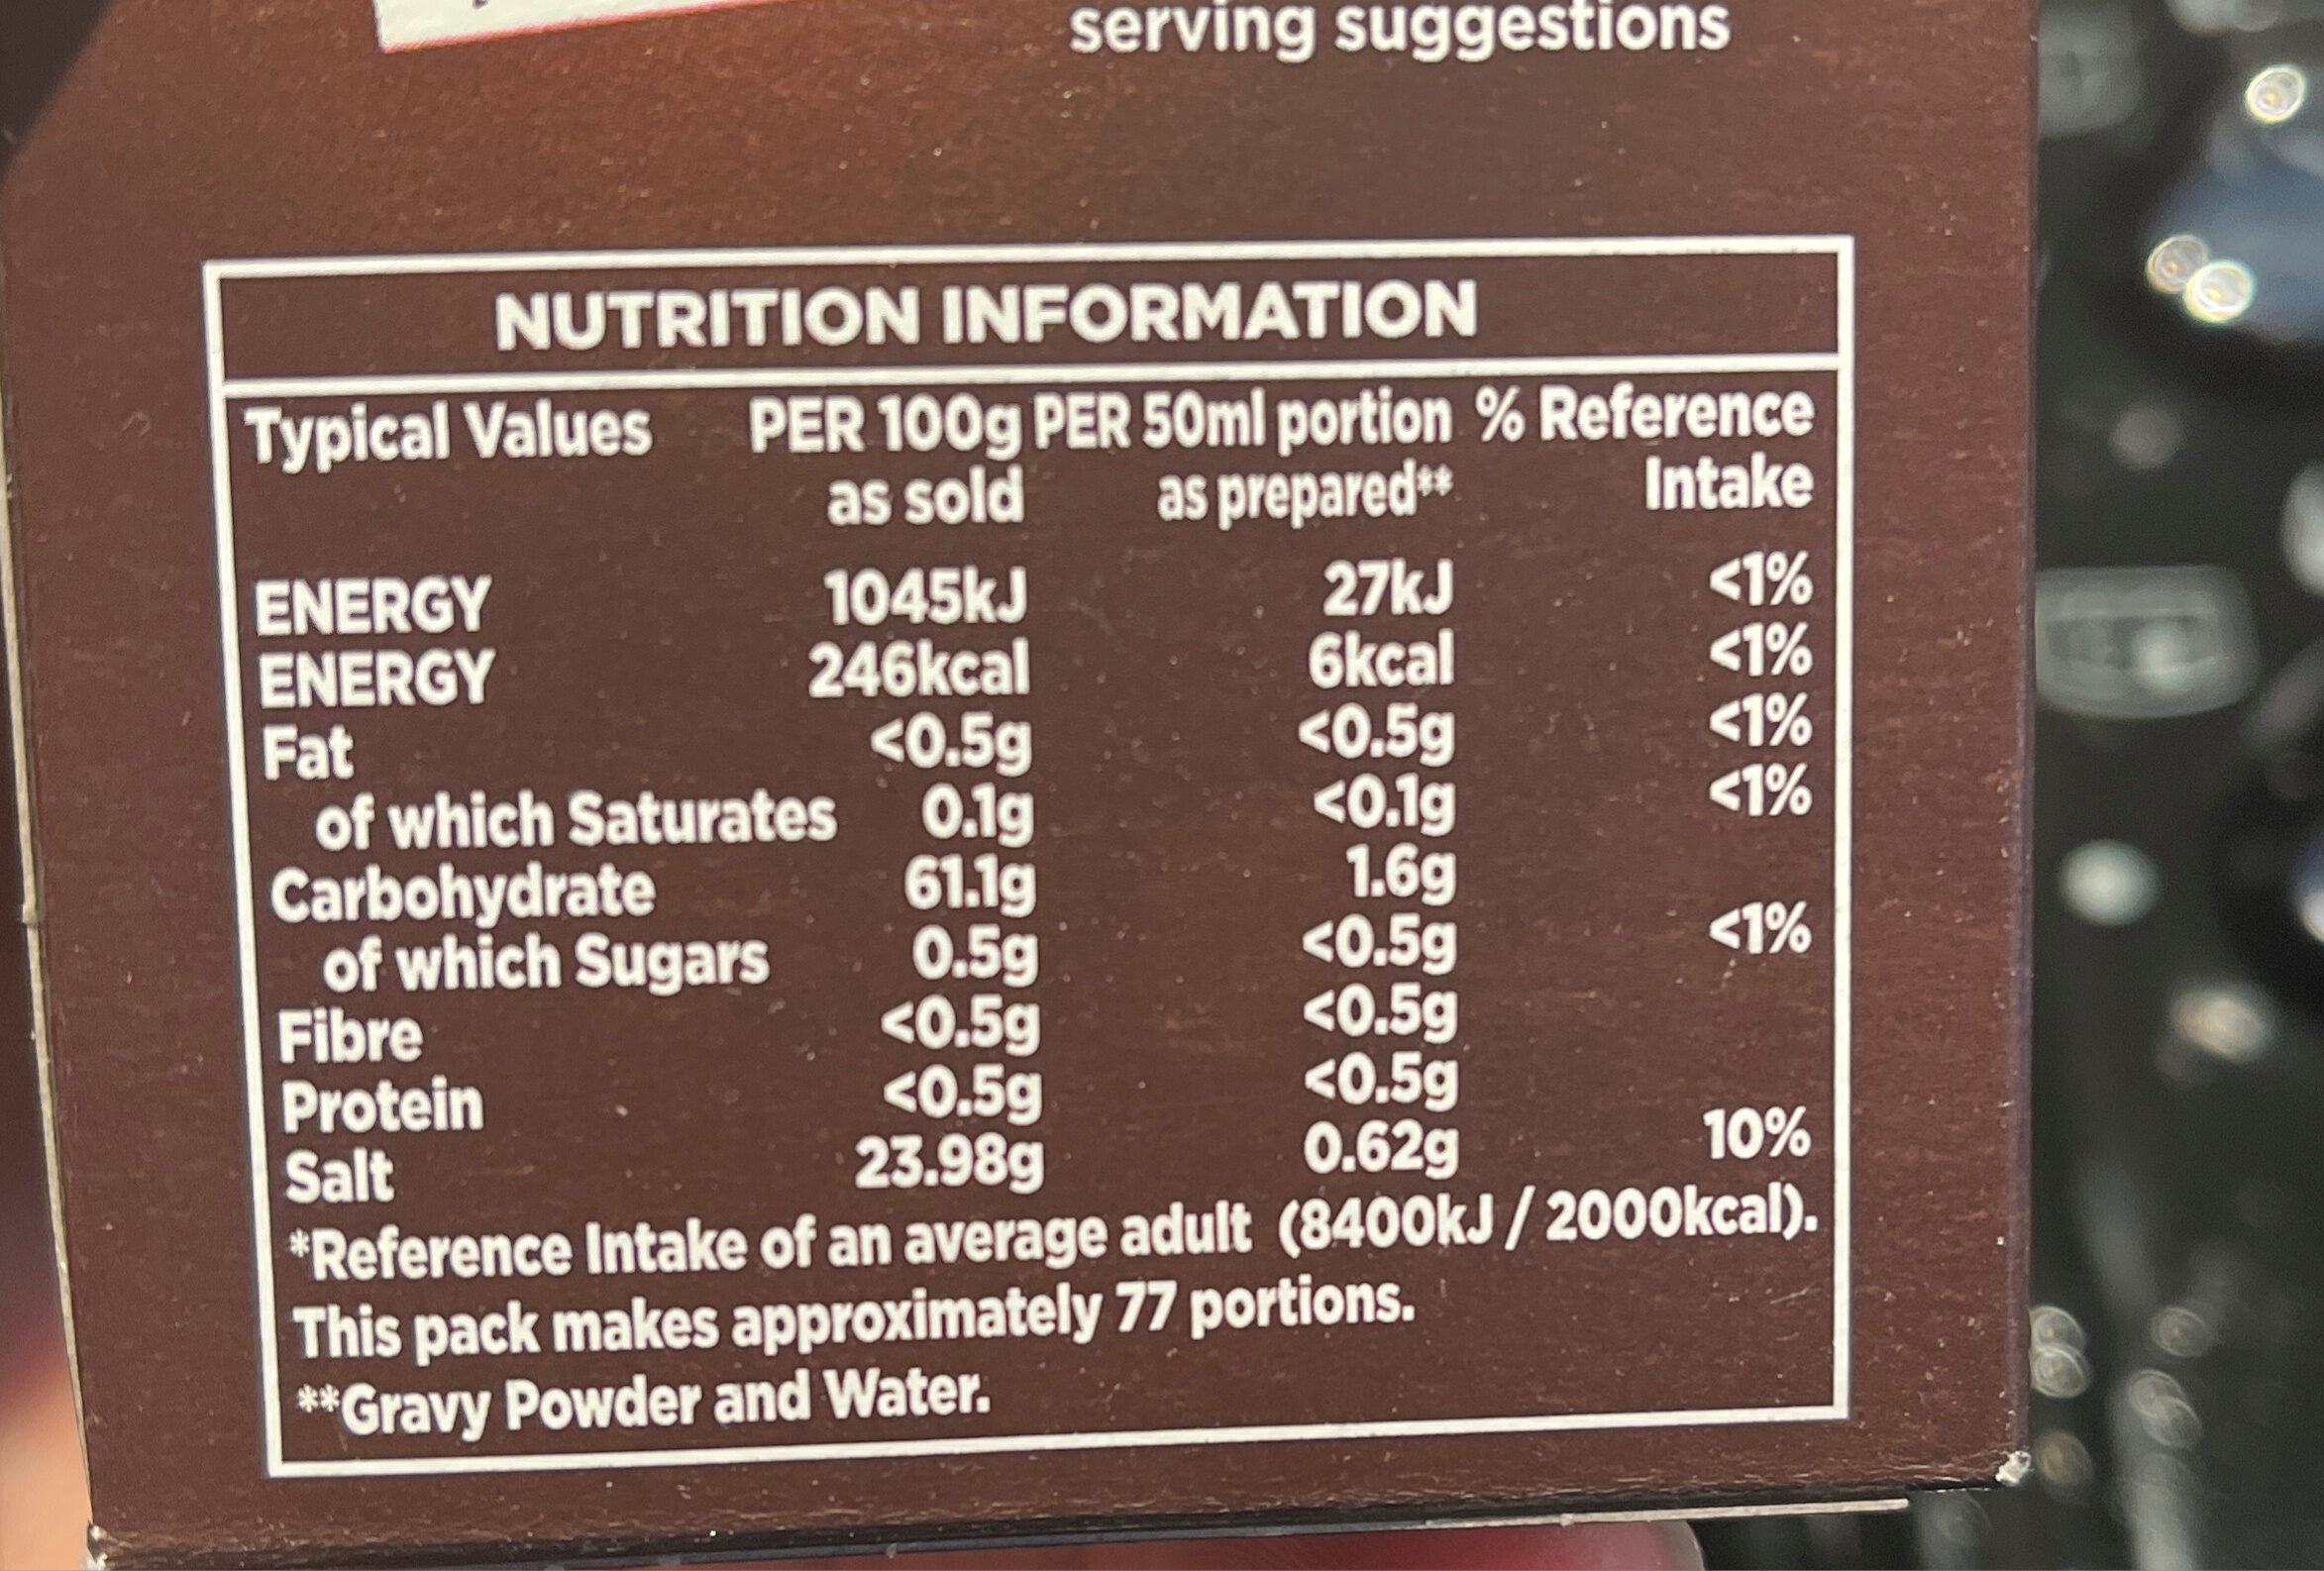 serving suggestions
NUTRITION INFORMATION
Typical Values PER 100g PER 50ml portion % Reference
as sold as prepared** Intake
ENERGY 1045kJ 27kJ <1%
ENERGY 246kcal 6kcal <1%
Fat <0.5g <0.5g <1%
of which Saturates 0.1g <0.1g <1%
Carbohydrate 61.1g 1.6g
of which Sugars 0.5g <0.5g <1%
Fibre <0.5g <0.5g
Protein <0.5g <0.5g
Salt 23.98g 0.62g 10%
*Reference Intake of an average adult (8400kJ / 2000kcal).
This pack makes approximately 77 portions.
**Gravy Powder and Water.